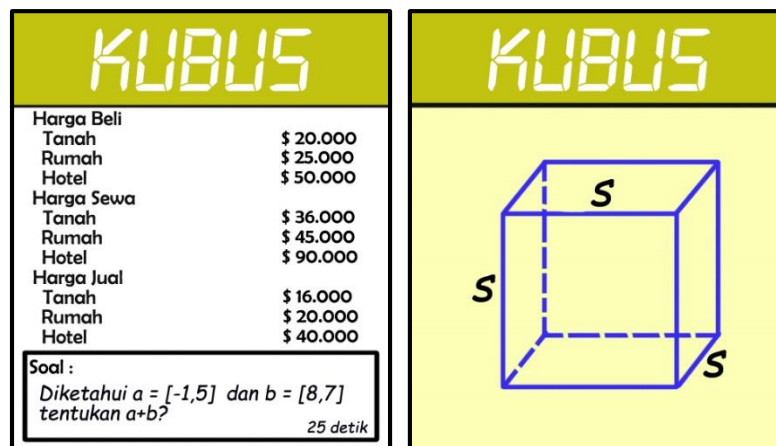 KUBUS
Harga Beli
Tanah $ 20.000
Rumah $ 25.000
Hotel $ 50.000
Harga Sewa
Tanah $ 36.000
Rumah $ 45.000
Hotel $ 90.000
Harga Jual
Tanah $ 16.000
Rumah $ 20.000
Hotel $ 40.000
Soal :
Diketahui a = [-1,5] dan b = [8,7]
tentukan a+b?
25 detik
KUBUS
S
S
S